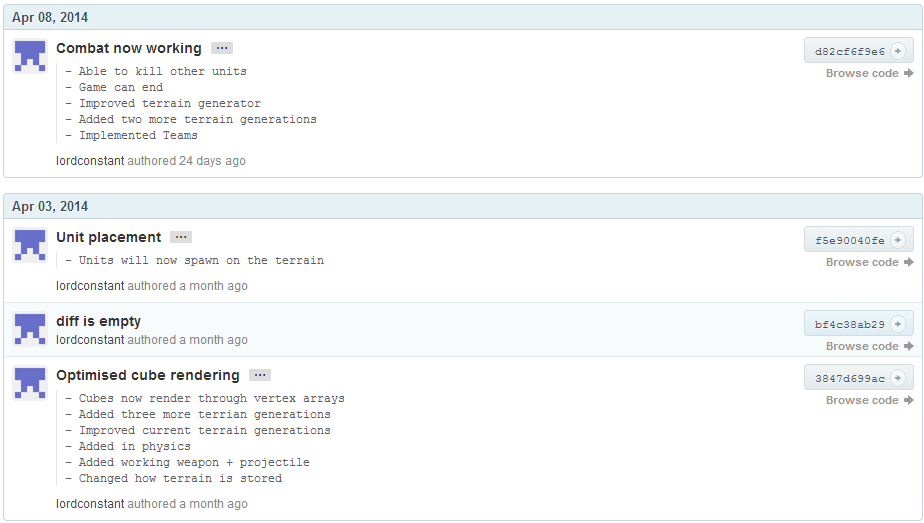 Apr 08, 2014
Combat now working ...
d82cf6f9e6
Browse code
- Able to kill other units
- Game can end
- Improved terrain generator
- Added two more terrain generations
- Implemented Teams
lordconstant authored 24 days ago
Apr 03, 2014
Unit placement ...
f5e90040fe
Browse code
- Units will now spawn on the terrain
lordconstant authored a month ago
diff is empty
bf4c38ab29
lordconstant authored a month ago
Browse code
Optimised cube rendering ...
3847d699ac
Browse code
- Cubes now render through vertex arrays
- Added three more terrian generations
- Improved current terrain generations
- Added in physics
- Added working weapon + projectile
- Changed how terrain is stored
lordconstant authored a month ago